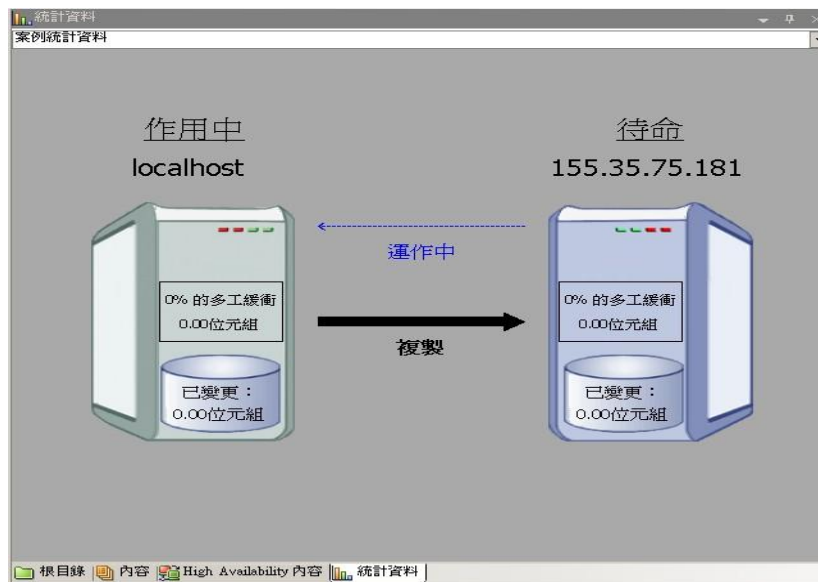 統計資料
案例統計資料
作用中
待命
localhost
155.35.75.181
運作中
0% 的多工緩衝
0.00位元組
0% 的多工緩衝
0.00位元組
複製
已變更：
0.00位元組
已變更：
0.00位元組
根目錄 內容 High Availability 內容 統計資料